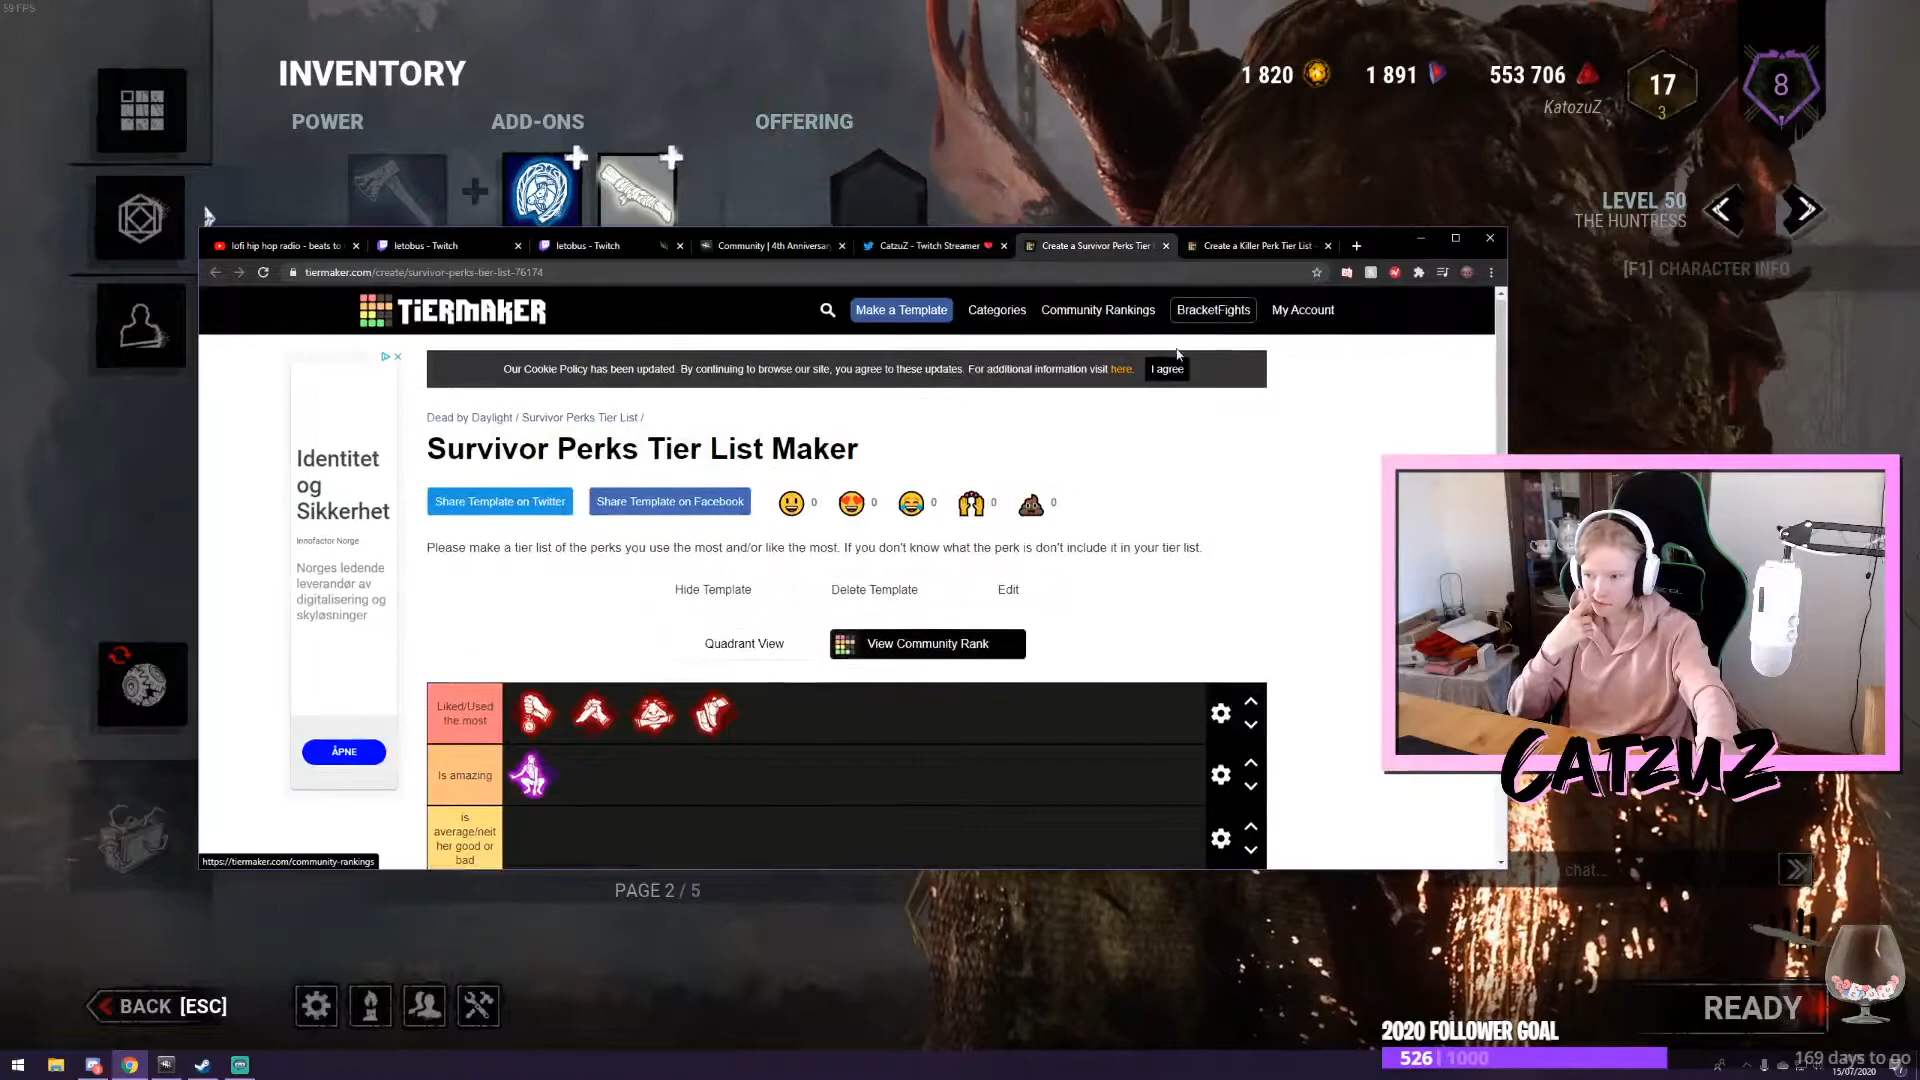 59 FPS
INVENTORY
POWER
ADD-ONS
OFFERING
1 820
1 891
553 706
KatozuZ
17
3
8
LEVEL 50
THE HUNTRESS
[F1] CHARACTER INFO
lofi hip hop radio - beats to
letobus - Twitch
letobus - Twitch
Community | 4th Anniversar
CatzuZ - Twitch Streamer
Create a Survivor Perks Tier
Create a Killer Perk Tier List
tiermaker.com/create/survivor-perks-tier-list-76174
TiERMAKER
Make a Template
Categories
Community Rankings
BracketFights
My Account
Our Cookie Policy has been updated. By continuing to browse our site, you agree to these updates. For additional information visit here.
I agree
Dead by Daylight / Survivor Perks Tier List /
Survivor Perks Tier List Maker
Share Template on Twitter
Share Template on Facebook
0
0
0
0
0
Please make a tier list of the perks you use the most and/or like the most. If you don't know what the perk is don't include it in your tier list.
Hide Template
Delete Template
Edit
Quadrant View
View Community Rank
Identitet
og
Sikkerhet
Innofactor Norge
Norges ledende
leverandør av
digitalisering og
skyløsninger
ÅPNE
Liked/Used
the most
Is amazing
is
average/neit
her good or
bad
https://tiermaker.com/community-rankings
PAGE 2 / 5
CATZUZ
chat...
BACK [ESC]
READY
2020 FOLLOWER GOAL
526 | 1000
169 days to go
15/07/2020